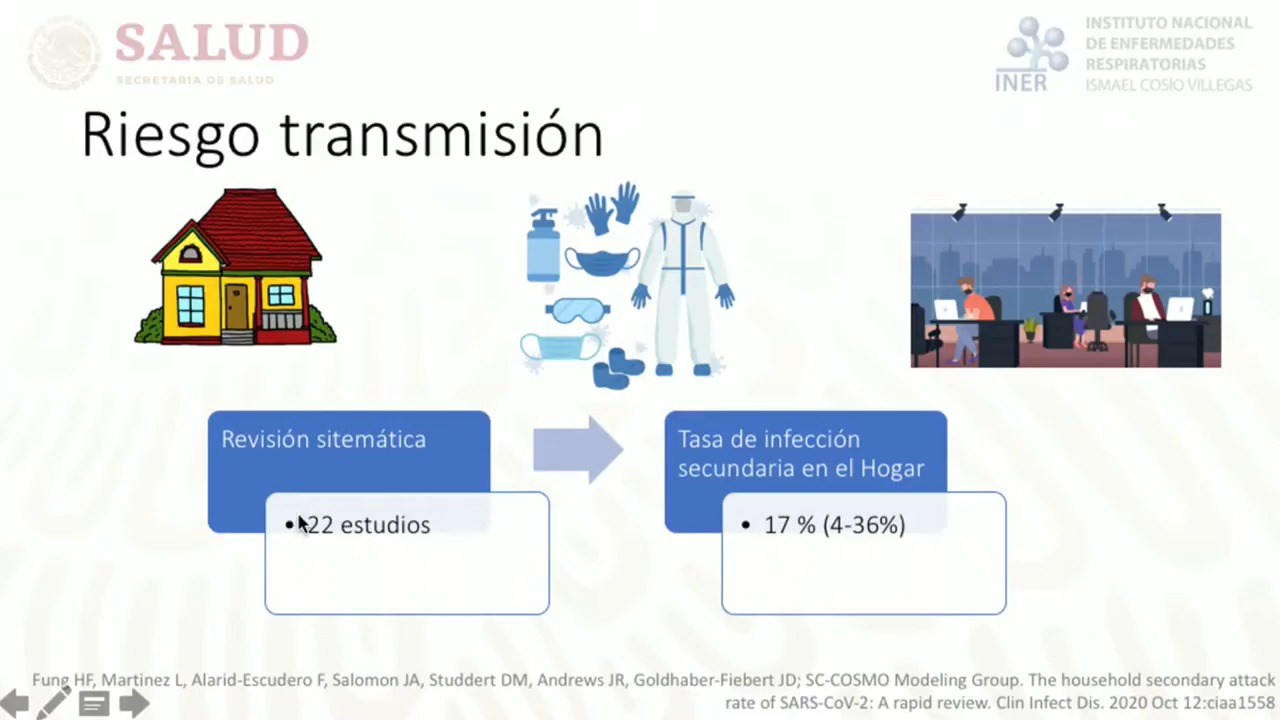 SALUD
SECRETARÍA DE SALUD
INER
INSTITUTO NACIONAL
DE ENFERMEDADES
RESPIRATORIAS
ISMAEL COSÍO VILLEGAS
Riesgo transmisión
Revisión sitemática
• 22 estudios
Tasa de infección
secundaria en el Hogar
• 17 % (4-36%)
Fung HF, Martinez L, Alarid-Escudero F, Salomon JA, Studdert DM, Andrews JR, Goldhaber-Fiebert JD; SC-COSMO Modeling Group. The household secondary attack
rate of SARS-CoV-2: A rapid review. Clin Infect Dis. 2020 Oct 12:ciaa1558